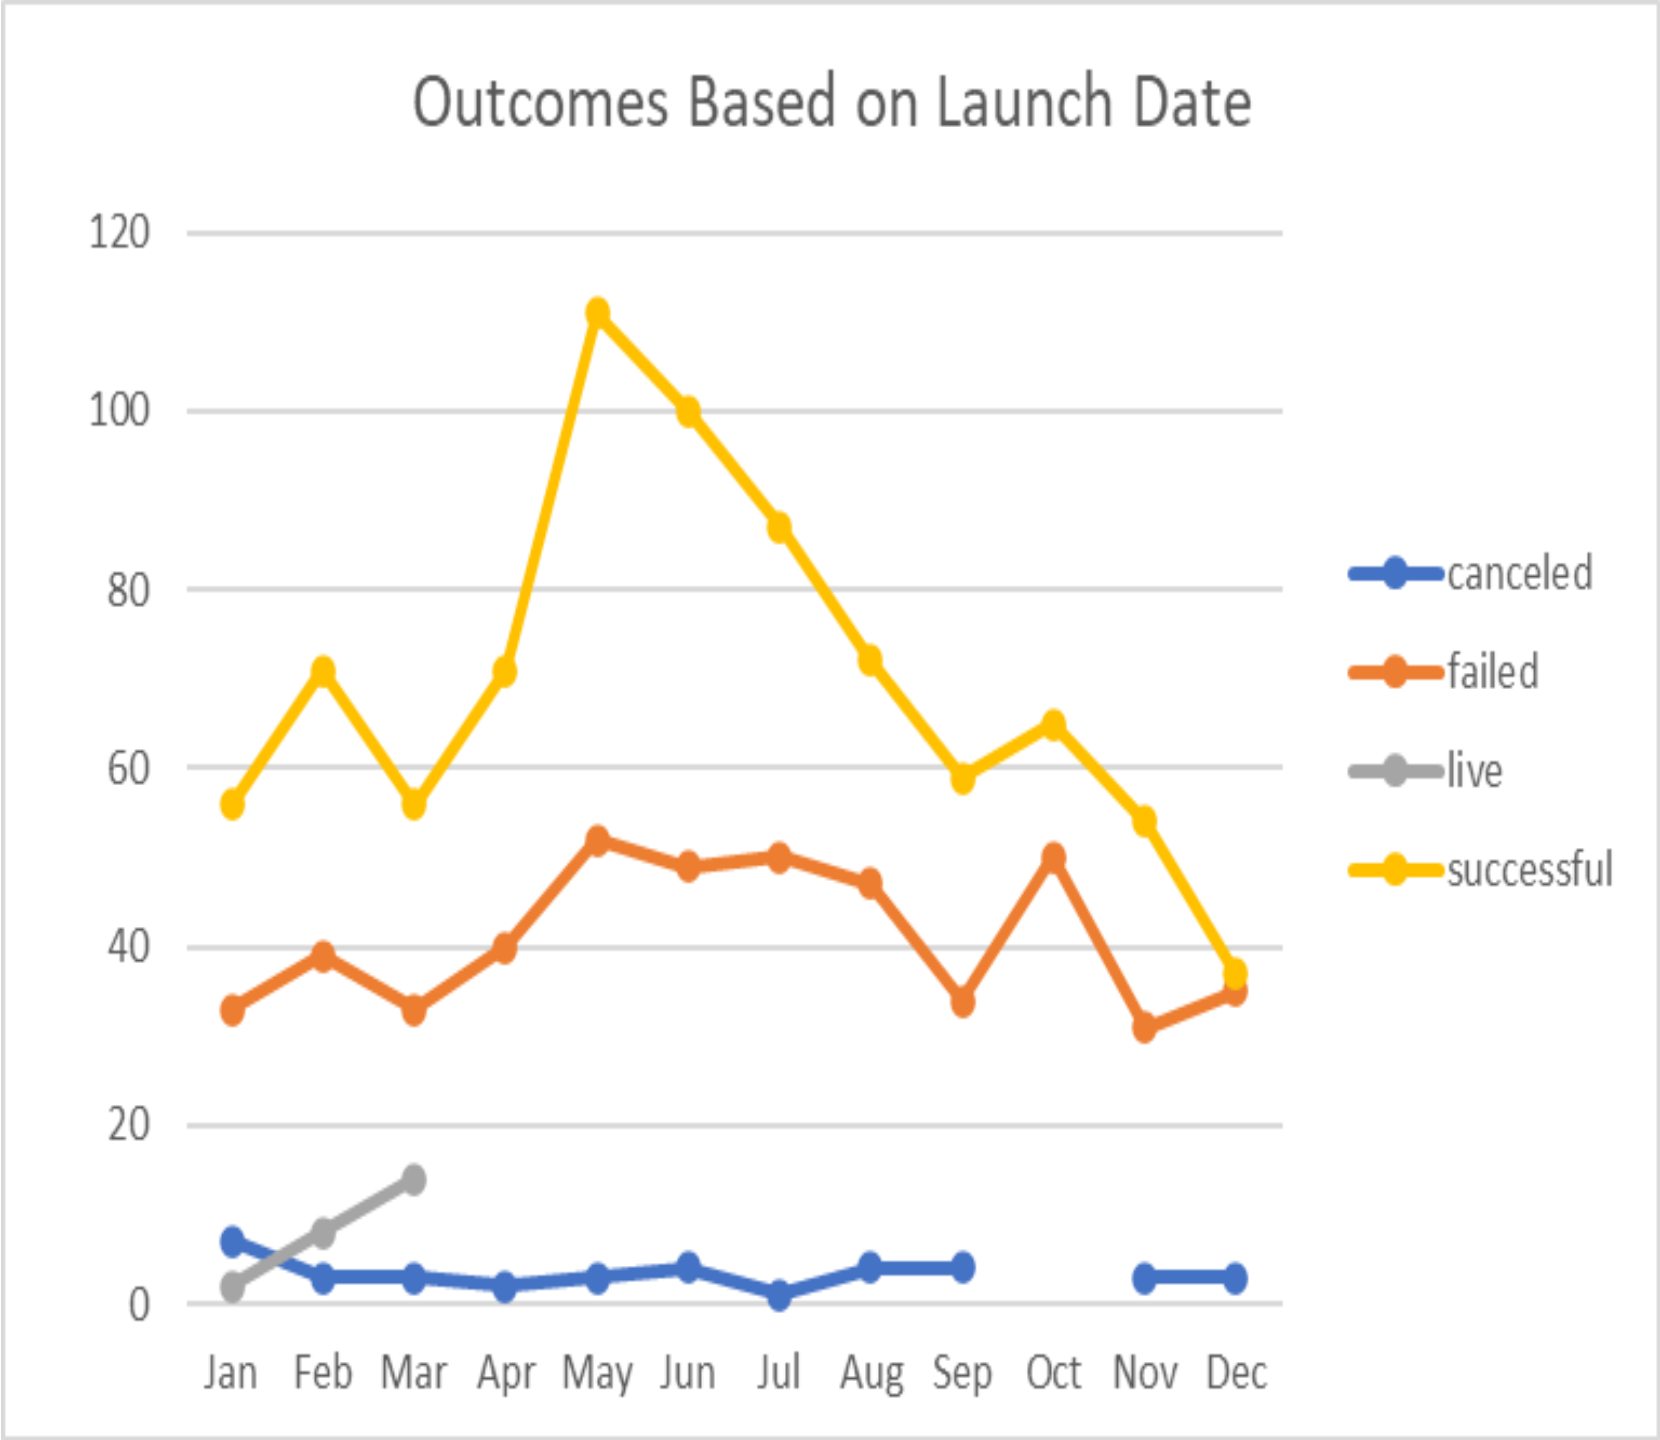 Outcomes Based on Launch Date
120
100
80
60
40
20
0
Jan Feb Mar Apr May Jun Jul Aug Sep Oct Nov Dec
canceled
failed
live
successful